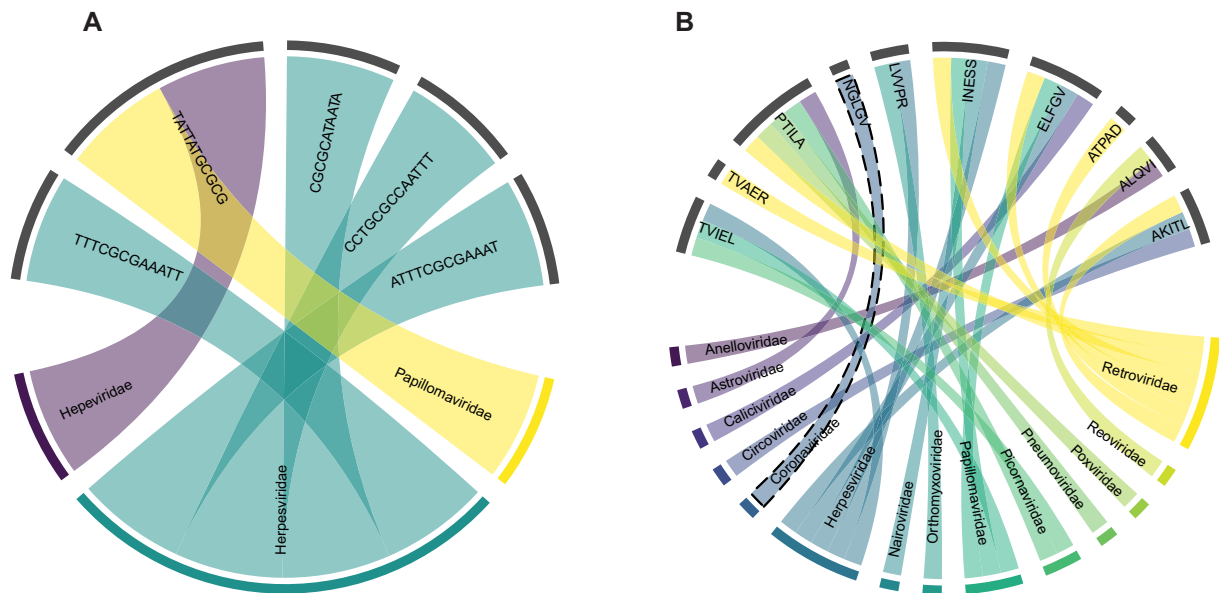 A
TTTCGCGAAATT
TATTATGCGCG
CGCGCATAATA
CCTGCGCCAATTT
ATTTCGCGAAAT
Hepeviridae
Herpesviridae
Papillomaviridae
B
TVIEL
TVAER
PTILA
NGLGV
LVVPR
INESS
ELFGV
ATPAD
ALQVI
AKITL
Anelloviridae
Astroviridae
Caliciviridae
Circoviridae
Coronaviridae
Herpesviridae
Nairoviridae
Orthomyxoviridae
Papillomaviridae
Picornaviridae
Pneumoviridae
Poxviridae
Reoviridae
Retroviridae